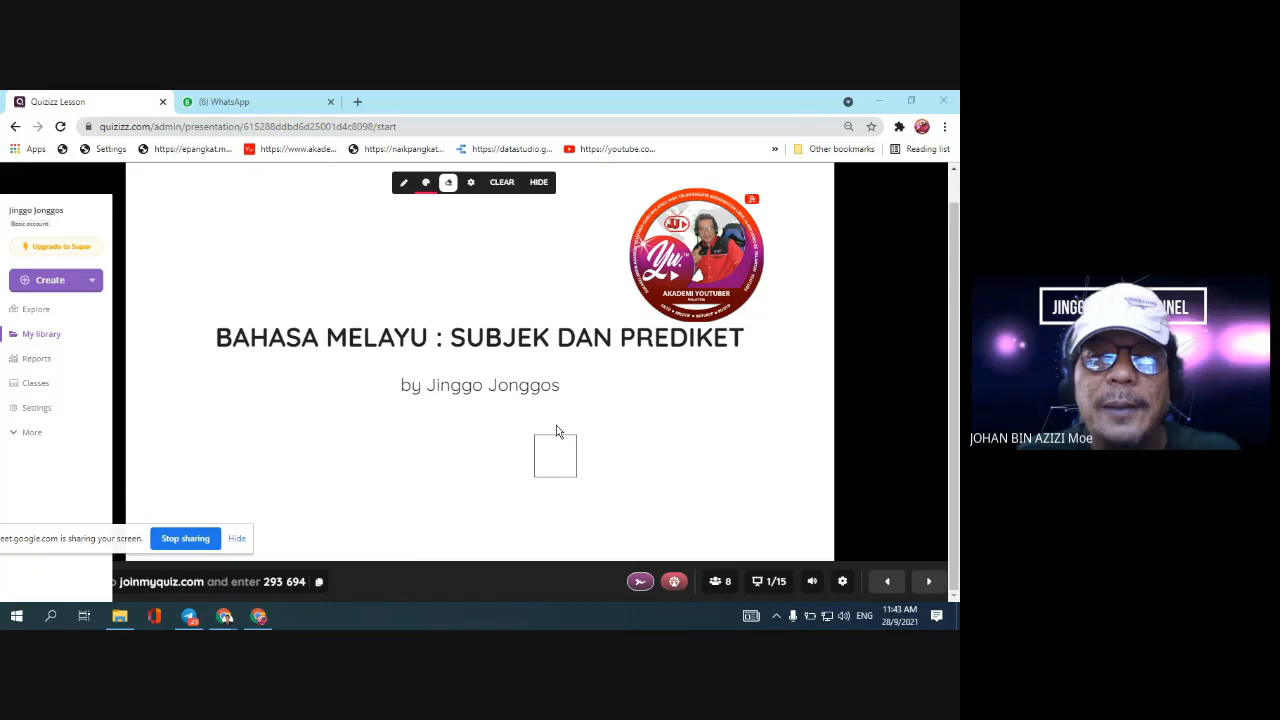 Quizizz Lesson
(6) WhatsApp
quizizz.com/admin/presentation/615288ddbd6d25001d4c8098/start
Apps
Settings
https://epangkat.m...
https://www.akade...
https://naikpangkat...
https://datastudio.g...
https://youtube.co...
»
Other bookmarks
Reading list
CLEAR
HIDE
Jinggo Jonggos
Basic account
Upgrade to Super
Create
Explore
My library
Reports
Classes
Settings
More
AKADEMI YOUTUBER
MALAYSIA
BAHASA MELAYU : SUBJEK DAN PREDIKET
by Jinggo Jonggos
eet.google.com is sharing your screen.
Stop sharing
Hide
joinmyquiz.com and enter 293 694
8
1/15
ENG
11:43 AM
28/9/2021
JOHAN BIN AZIZI Moe